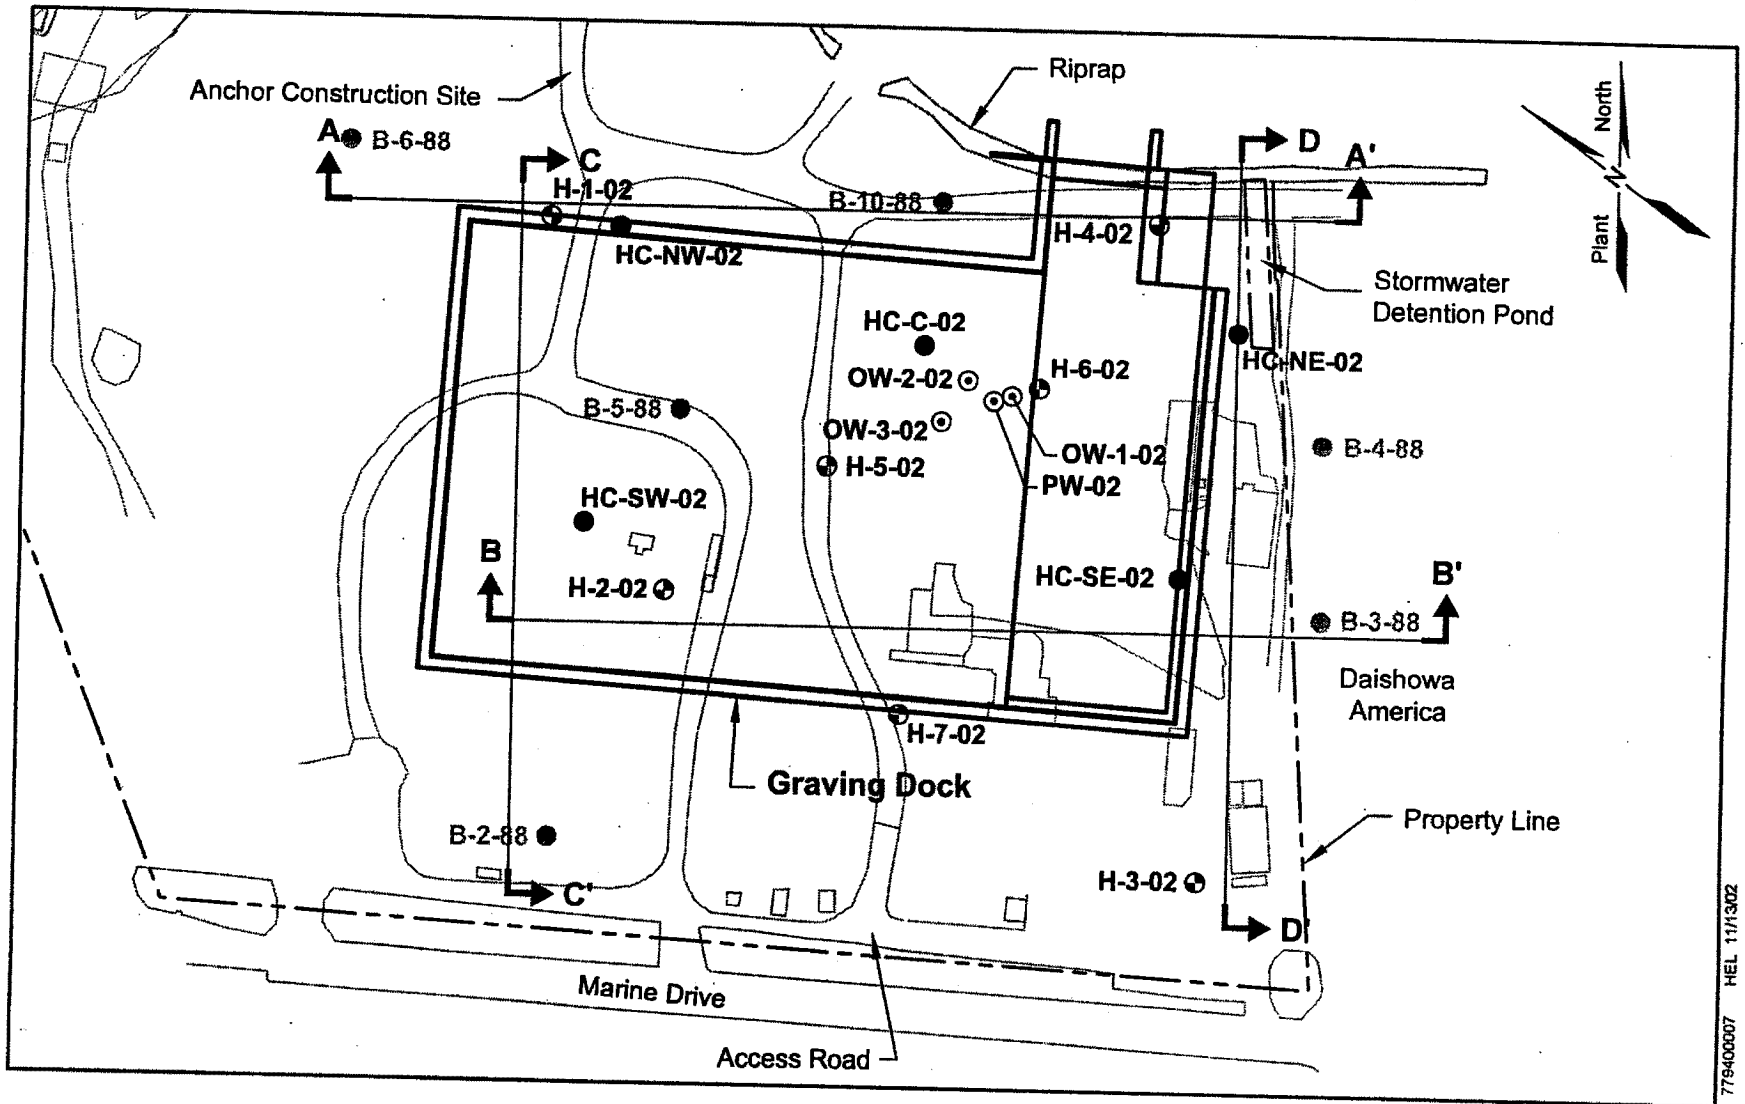 Riprap
Anchor Construction Site
North
N
Plant
A
B-6-88
C
D
A'
H-1-02
B-10-88
H-4-02
HC-NW-02
Stormwater
Detention Pond
HC-C-02
HC-NE-02
OW-2-02
H-6-02
B-5-88
OW-3-02
OW-1-02
B-4-88
H-5-02
PW-02
HC-SW-02
B
HC-SE-02
B'
H-2-02
B-3-88
Daishowa
America
H-7-02
Graving Dock
Property Line
B-2-88
H-3-02
C'
D'
Marine Drive
Access Road
779400007 HEL 11/13/02